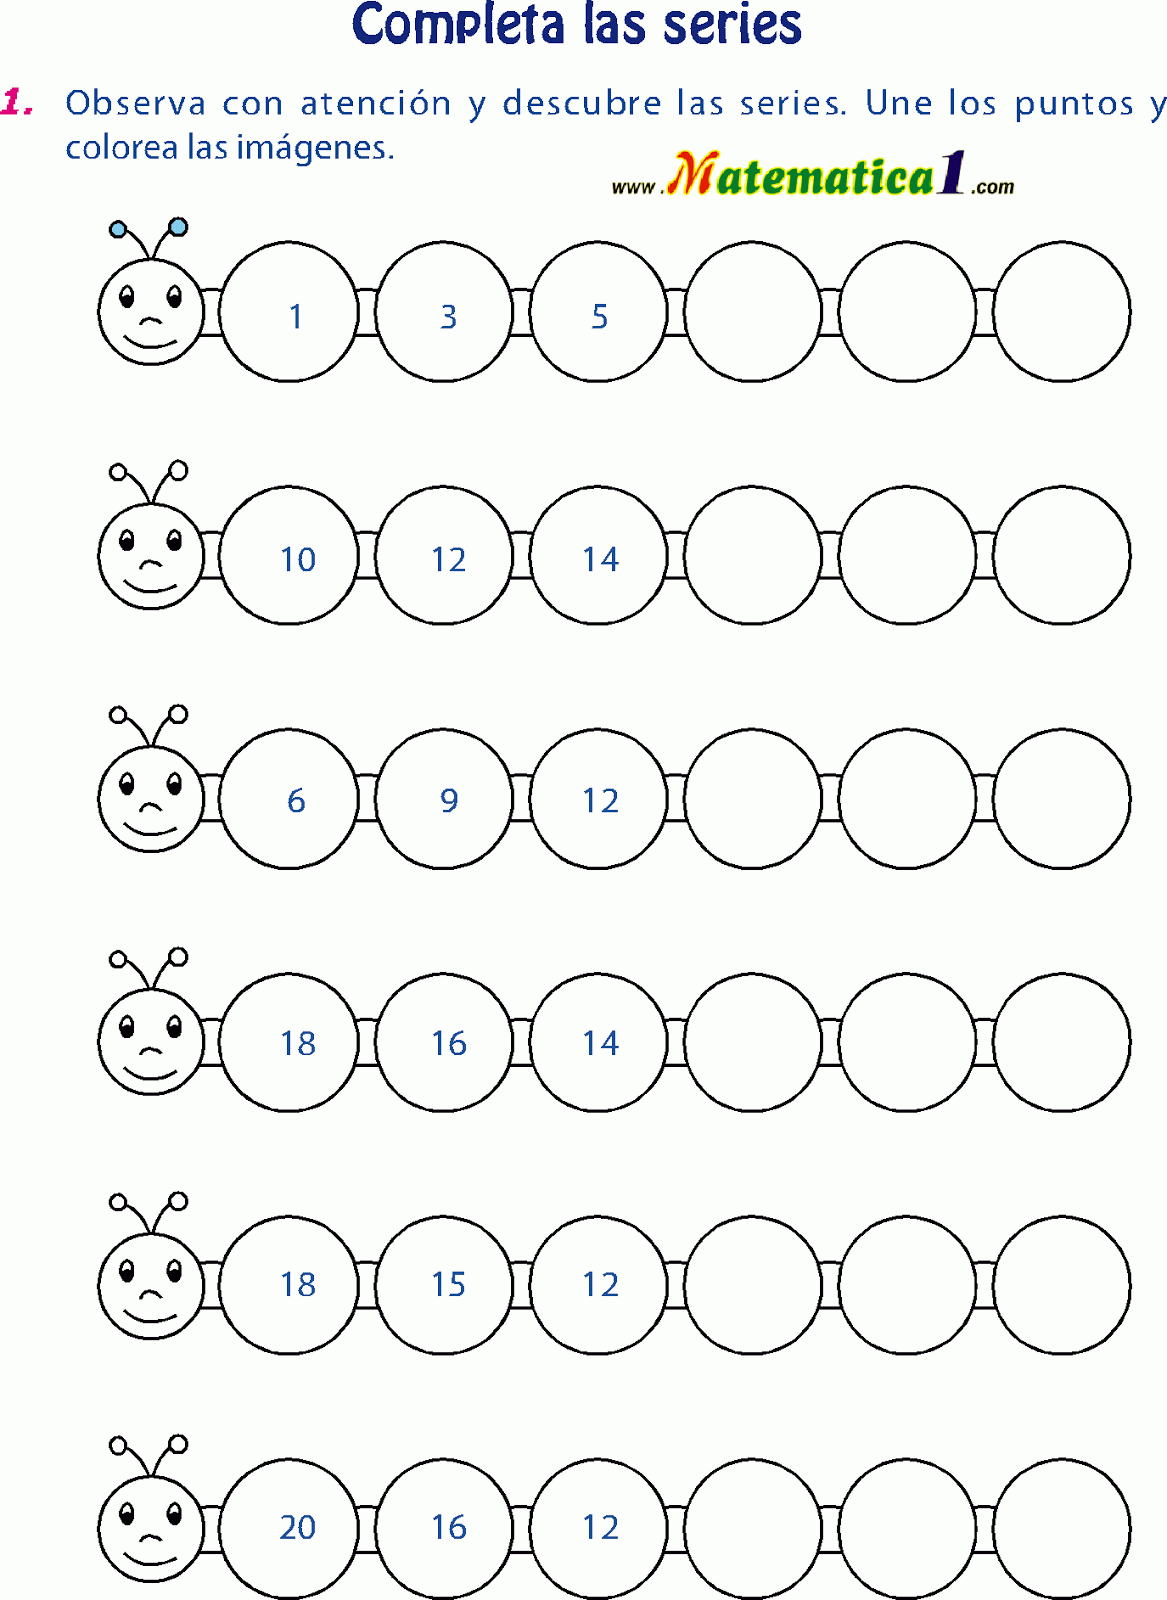 Completa las series
1. Observa con atención y descubre las series. Une los puntos y
colorea las imágenes.
www.Matematica1.com
1 3 5
10 12 14
6 9 12
18 16 14
18 15 12
20 16 12